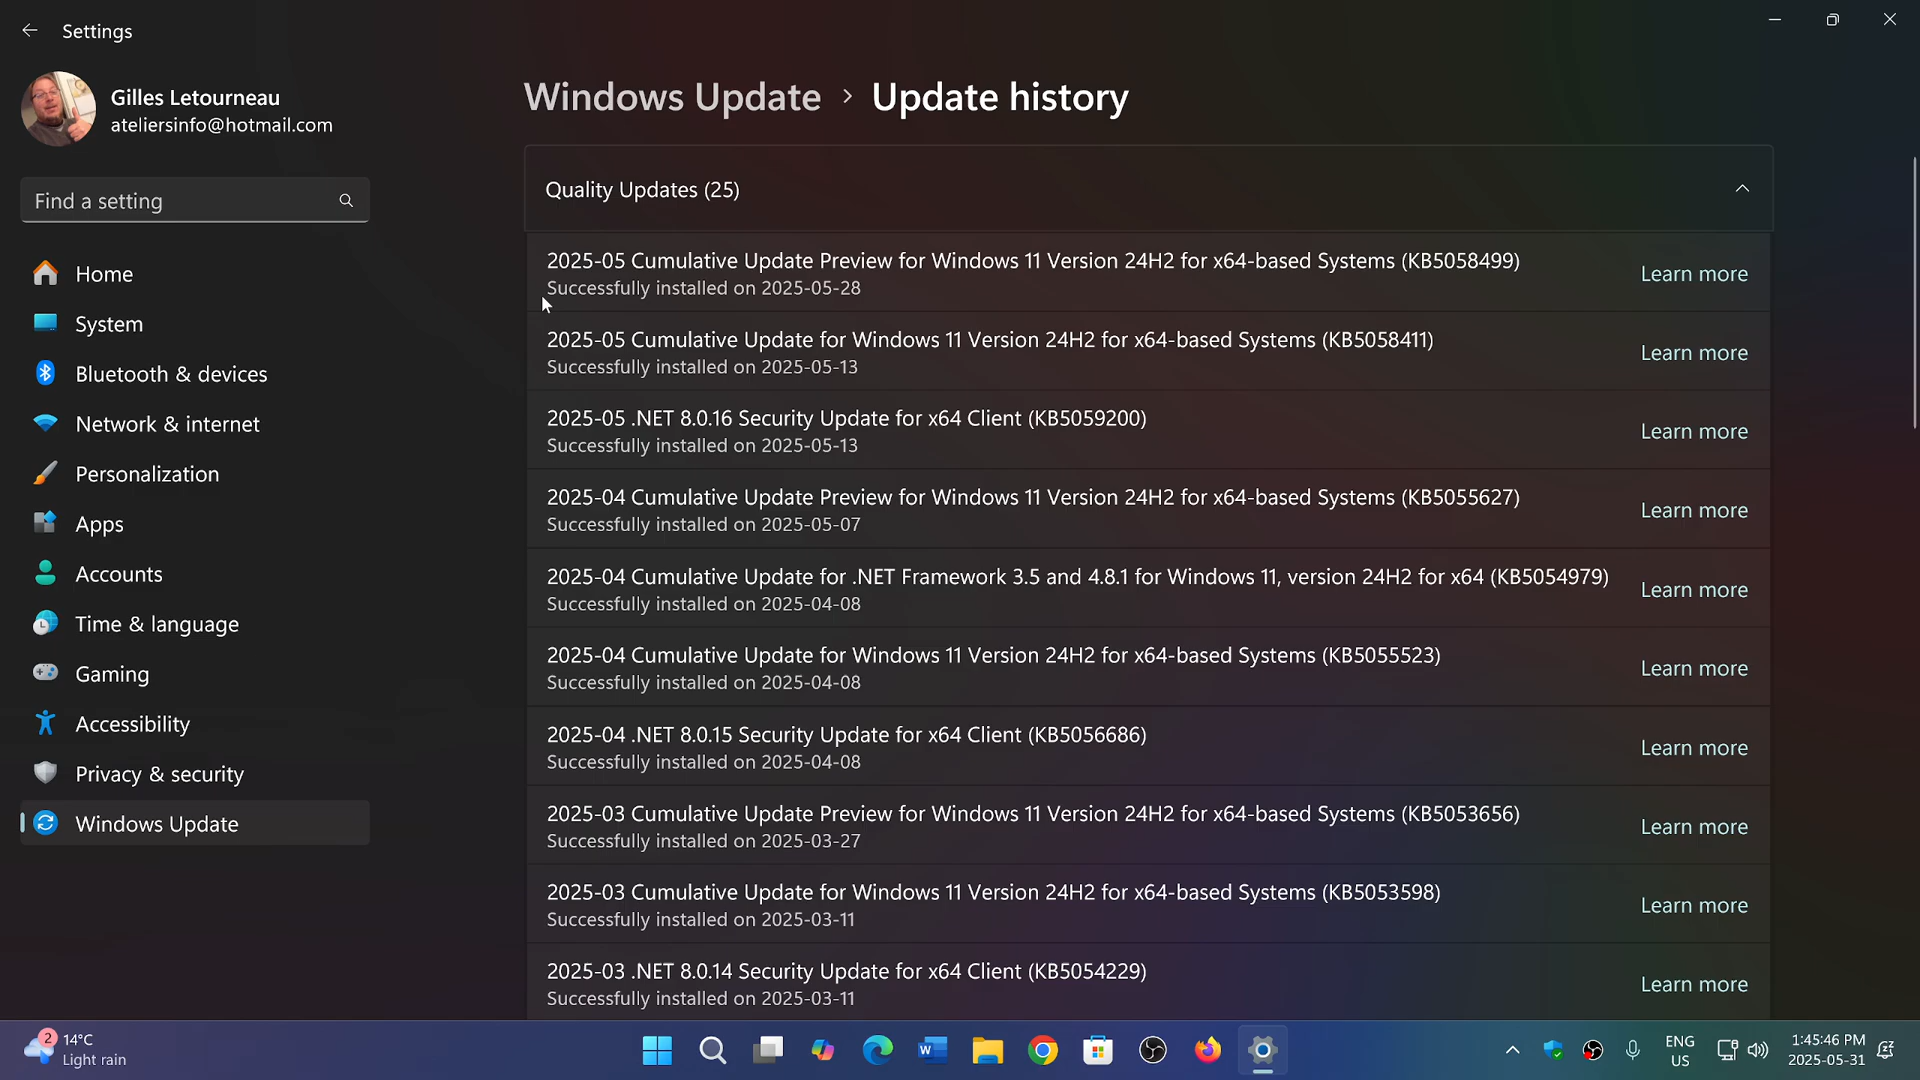 Settings
Gilles Letourneau
ateliersinfo@hotmail.com
Find a setting
Home
System
Bluetooth & devices
Network & internet
Personalization
Apps
Accounts
Time & language
Gaming
Accessibility
Privacy & security
Windows Update
Windows Update > Update history
Quality Updates (25)
2025-05 Cumulative Update Preview for Windows 11 Version 24H2 for x64-based Systems (KB5058499)
Successfully installed on 2025-05-28
Learn more
2025-05 Cumulative Update for Windows 11 Version 24H2 for x64-based Systems (KB5058411)
Successfully installed on 2025-05-13
Learn more
2025-05 .NET 8.0.16 Security Update for x64 Client (KB5059200)
Successfully installed on 2025-05-13
Learn more
2025-04 Cumulative Update Preview for Windows 11 Version 24H2 for x64-based Systems (KB5055627)
Successfully installed on 2025-05-07
Learn more
2025-04 Cumulative Update for .NET Framework 3.5 and 4.8.1 for Windows 11, version 24H2 for x64 (KB5054979)
Successfully installed on 2025-04-08
Learn more
2025-04 Cumulative Update for Windows 11 Version 24H2 for x64-based Systems (KB5055523)
Successfully installed on 2025-04-08
Learn more
2025-04 .NET 8.0.15 Security Update for x64 Client (KB5056686)
Successfully installed on 2025-04-08
Learn more
2025-03 Cumulative Update Preview for Windows 11 Version 24H2 for x64-based Systems (KB5053656)
Successfully installed on 2025-03-27
Learn more
2025-03 Cumulative Update for Windows 11 Version 24H2 for x64-based Systems (KB5053598)
Successfully installed on 2025-03-11
Learn more
2025-03 .NET 8.0.14 Security Update for x64 Client (KB5054229)
Successfully installed on 2025-03-11
Learn more
2
14°C
Light rain
W
ENG
US
1:45:46 PM
2025-05-31